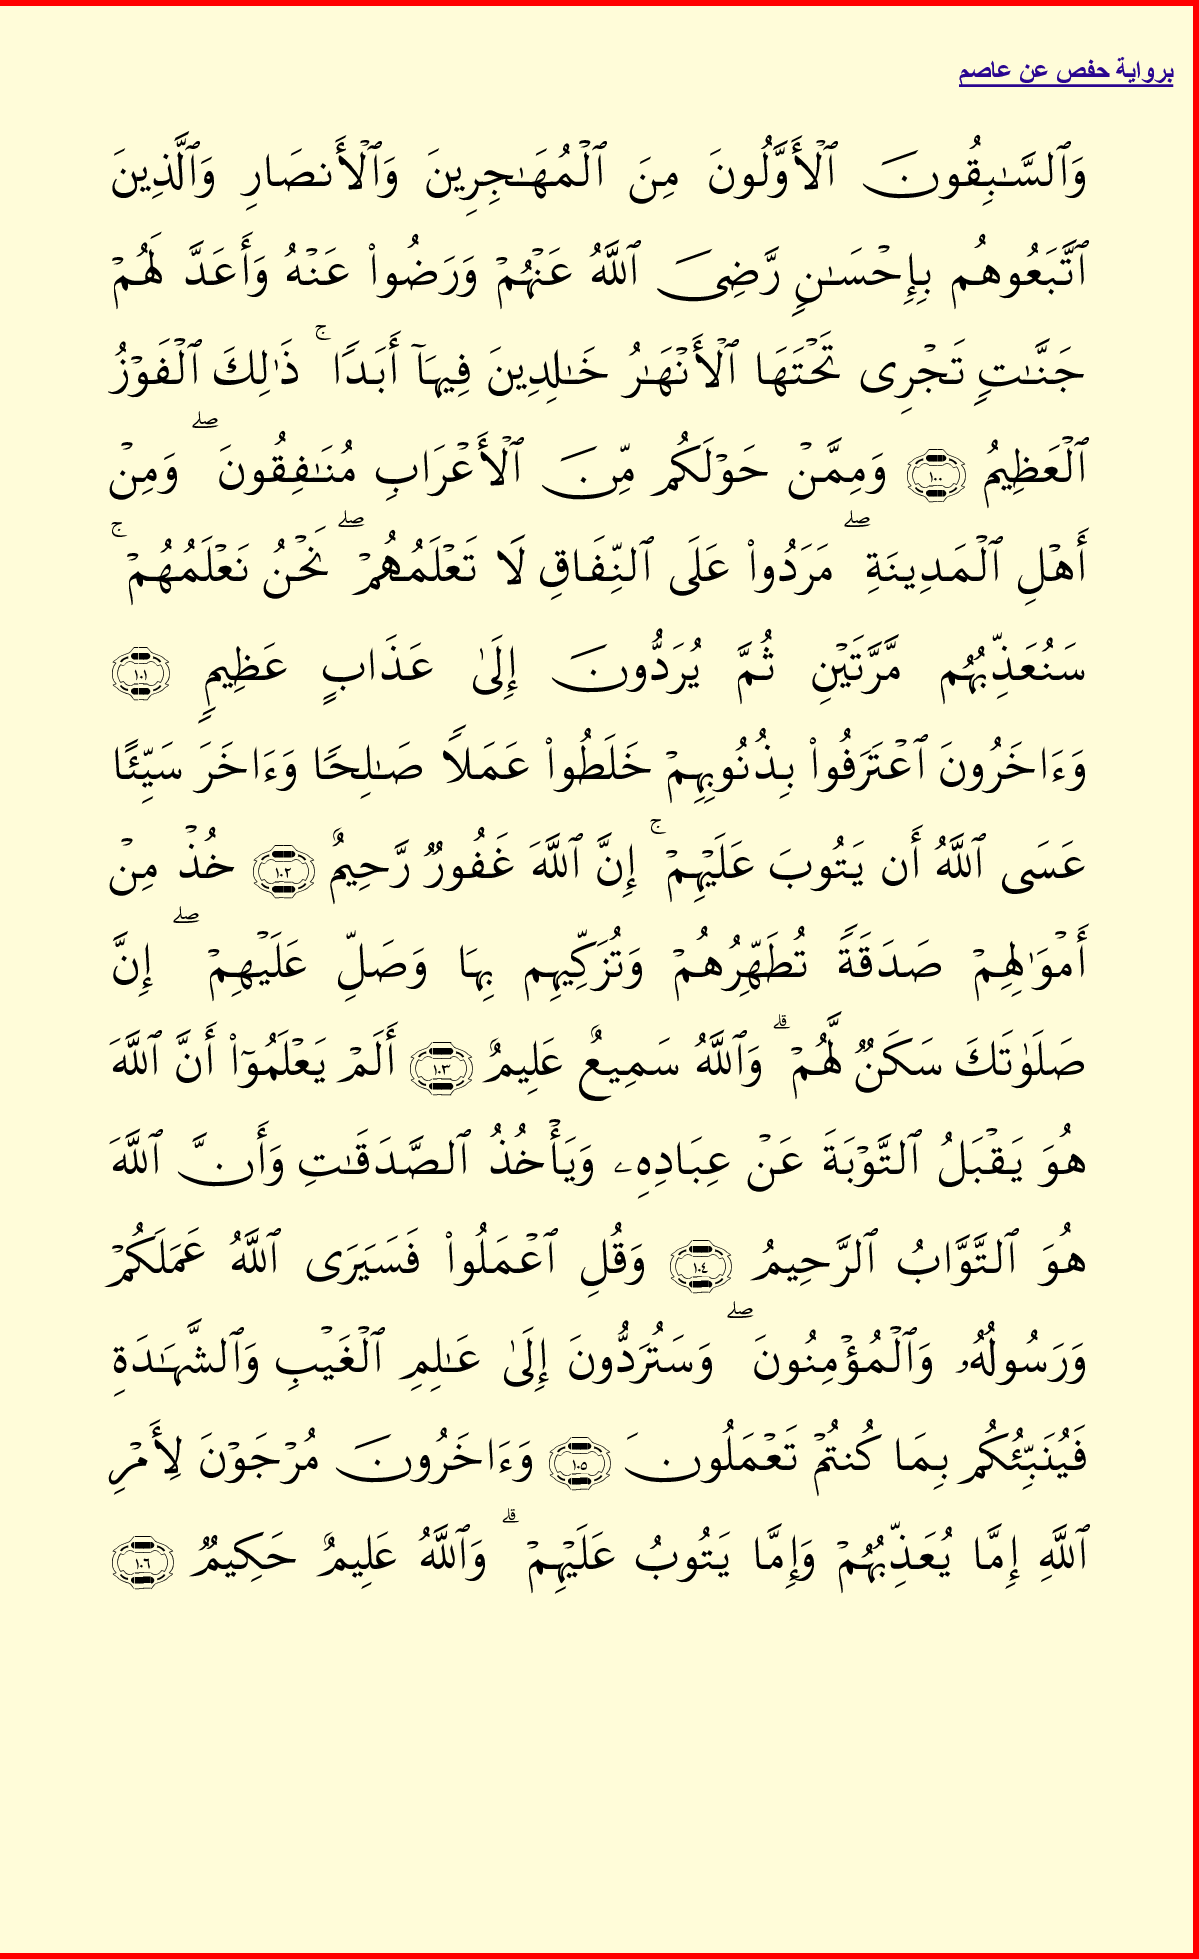 برواية حفص عن عاصم
وَٱلسَّٰبِقُونَ ٱلۡأَوَّلُونَ مِنَ ٱلۡمُهَٰجِرِينَ وَٱلۡأَنصَارِ وَٱلَّذِينَ
ٱتَّبَعُوهُم بِإِحۡسَٰنٖ رَّضِيَ ٱللَّهُ عَنۡهُمۡ وَرَضُواْ عَنۡهُ وَأَعَدَّ لَهُمۡ
جَنَّٰتٖ تَجۡرِي تَحۡتَهَا ٱلۡأَنۡهَٰرُ خَٰلِدِينَ فِيهَآ أَبَدٗاۚ ذَٰلِكَ ٱلۡفَوۡزُ
ٱلۡعَظِيمُ ١٠٠ وَمِمَّنۡ حَوۡلَكُم مِّنَ ٱلۡأَعۡرَابِ مُنَٰفِقُونَۖ وَمِنۡ
أَهۡلِ ٱلۡمَدِينَةِۖ مَرَدُواْ عَلَى ٱلنِّفَاقِ لَا تَعۡلَمُهُمۡۖ نَحۡنُ نَعۡلَمُهُمۡۚ
سَنُعَذِّبُهُم مَّرَّتَيۡنِ ثُمَّ يُرَدُّونَ إِلَىٰ عَذَابٍ عَظِيمٖ ١٠١
وَءَاخَرُونَ ٱعۡتَرَفُواْ بِذُنُوبِهِمۡ خَلَطُواْ عَمَلٗا صَٰلِحٗا وَءَاخَرَ سَيِّئًا
عَسَى ٱللَّهُ أَن يَتُوبَ عَلَيۡهِمۡۚ إِنَّ ٱللَّهَ غَفُورٞ رَّحِيمٌ ١٠٢ خُذۡ مِنۡ
أَمۡوَٰلِهِمۡ صَدَقَةٗ تُطَهِّرُهُمۡ وَتُزَكِّيهِم بِهَا وَصَلِّ عَلَيۡهِمۡۖ إِنَّ
صَلَوٰتَكَ سَكَنٞ لَّهُمۡۗ وَٱللَّهُ سَمِيعٌ عَلِيمٌ ١٠٣ أَلَمۡ يَعۡلَمُوٓاْ أَنَّ ٱللَّهَ
هُوَ يَقۡبَلُ ٱلتَّوۡبَةَ عَنۡ عِبَادِهِۦ وَيَأۡخُذُ ٱلصَّدَقَٰتِ وَأَنَّ ٱللَّهَ
هُوَ ٱلتَّوَّابُ ٱلرَّحِيمُ ١٠٤ وَقُلِ ٱعۡمَلُواْ فَسَيَرَى ٱللَّهُ عَمَلَكُمۡ
وَرَسُولُهُۥ وَٱلۡمُؤۡمِنُونَۖ وَسَتُرَدُّونَ إِلَىٰ عَٰلِمِ ٱلۡغَيۡبِ وَٱلشَّهَٰدَةِ
فَيُنَبِّئُكُم بِمَا كُنتُمۡ تَعۡمَلُونَ ١٠٥ وَءَاخَرُونَ مُرۡجَوۡنَ لِأَمۡرِ
ٱللَّهِ إِمَّا يُعَذِّبُهُمۡ وَإِمَّا يَتُوبُ عَلَيۡهِمۡۗ وَٱللَّهُ عَلِيمٌ حَكِيمٞ ١٠٦